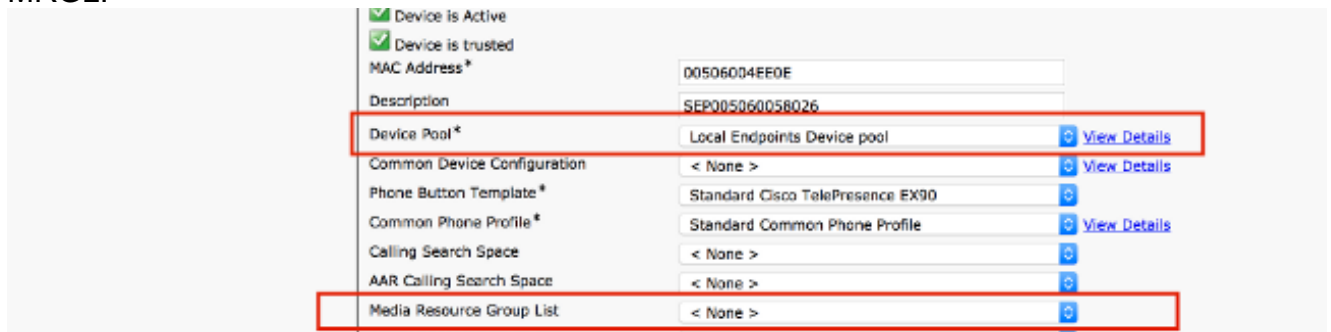 Device is Active
Device is trusted
MAC Address* 00506004EE0E
Description SEP005060058026
Device Pool* Local Endpoints Device pool View Details
Common Device Configuration < None > View Details
Phone Button Template* Standard Cisco TelePresence EX90
Common Phone Profile* Standard Common Phone Profile View Details
Calling Search Space < None >
AAR Calling Search Space < None >
Media Resource Group List < None >